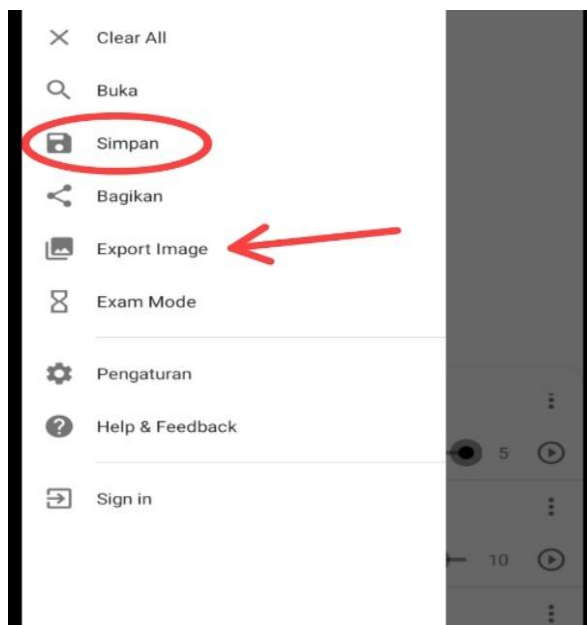 Clear All
Buka
Simpan
Bagikan
Export Image
Exam Mode
Pengaturan
5
Help & Feedback
Sign in
10